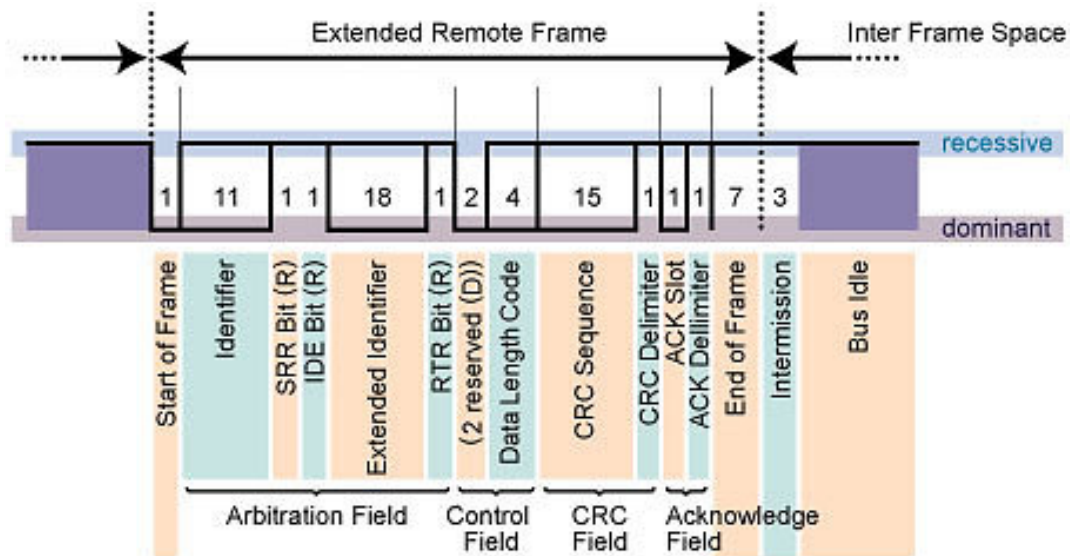 Extended Remote Frame
Inter Frame Space
recessive
1 11 1 1 18 1 2 4 15 1 1 1 7 3
dominant
Start of Frame
Identifier
SRR Bit (R)
IDE Bit (R)
Extended Identifier
RTR Bit (R)
(2 reserved (D))
Data Length Code
CRC Sequence
CRC Delimiter
ACK Slot
ACK Dellimiter
End of Frame
Intermission
Bus Idle
Arbitration Field
Control
Field
CRC
Field
Acknowledge
Field